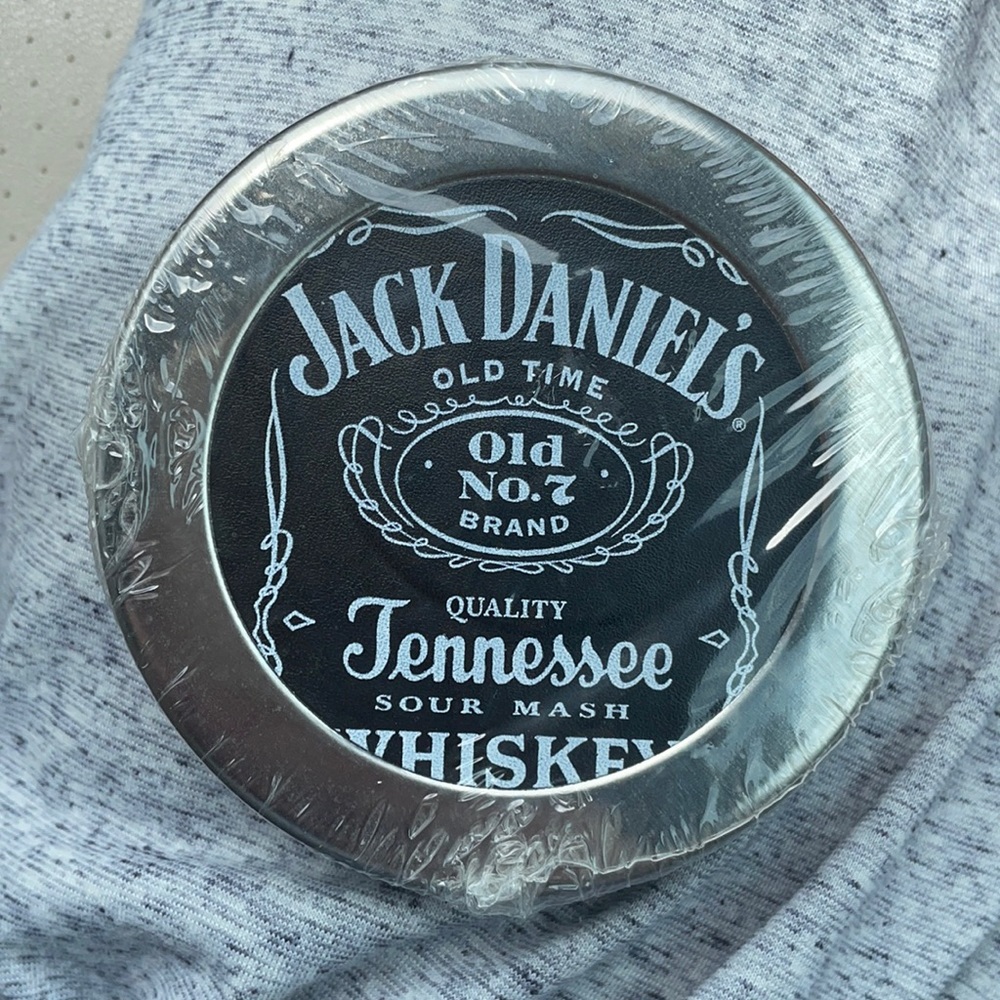 JACK DANIEL'S
®
OLD TIME
Old
No.7
BRAND
QUALITY
Tennessee
SOUR MASH
WHISKEY